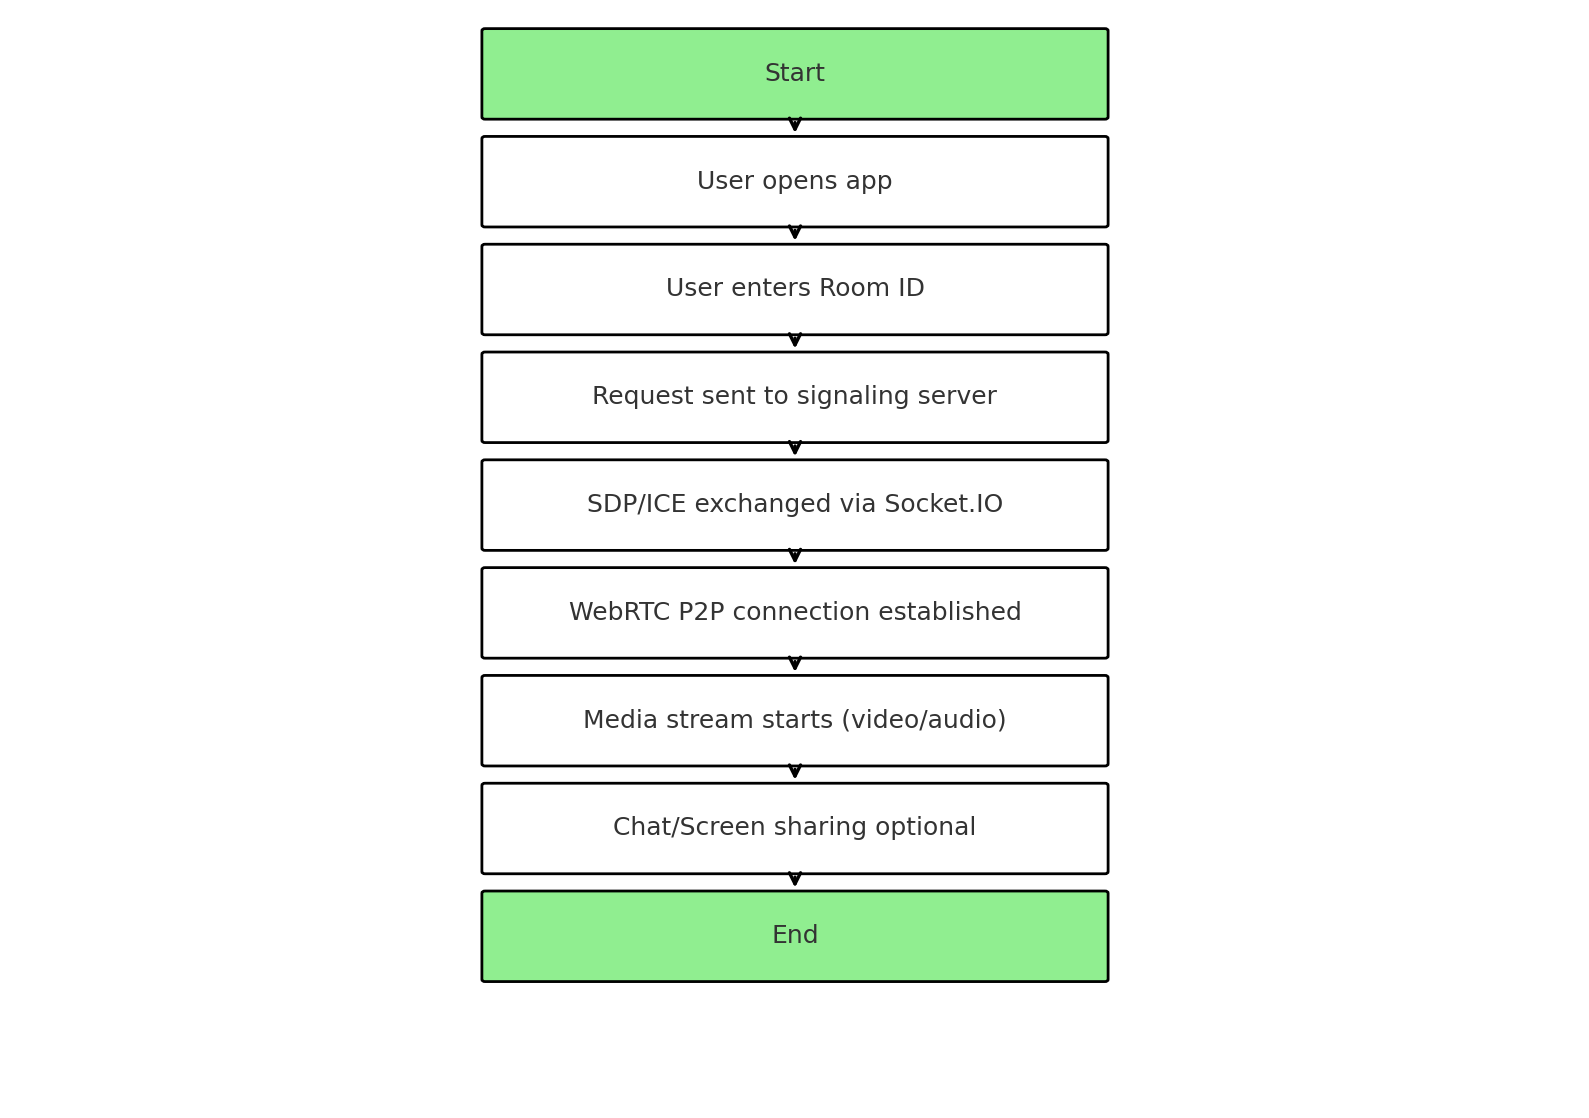 Start
User opens app
User enters Room ID
Request sent to signaling server
SDP/ICE exchanged via Socket.IO
WebRTC P2P connection established
Media stream starts (video/audio)
Chat/Screen sharing optional
End